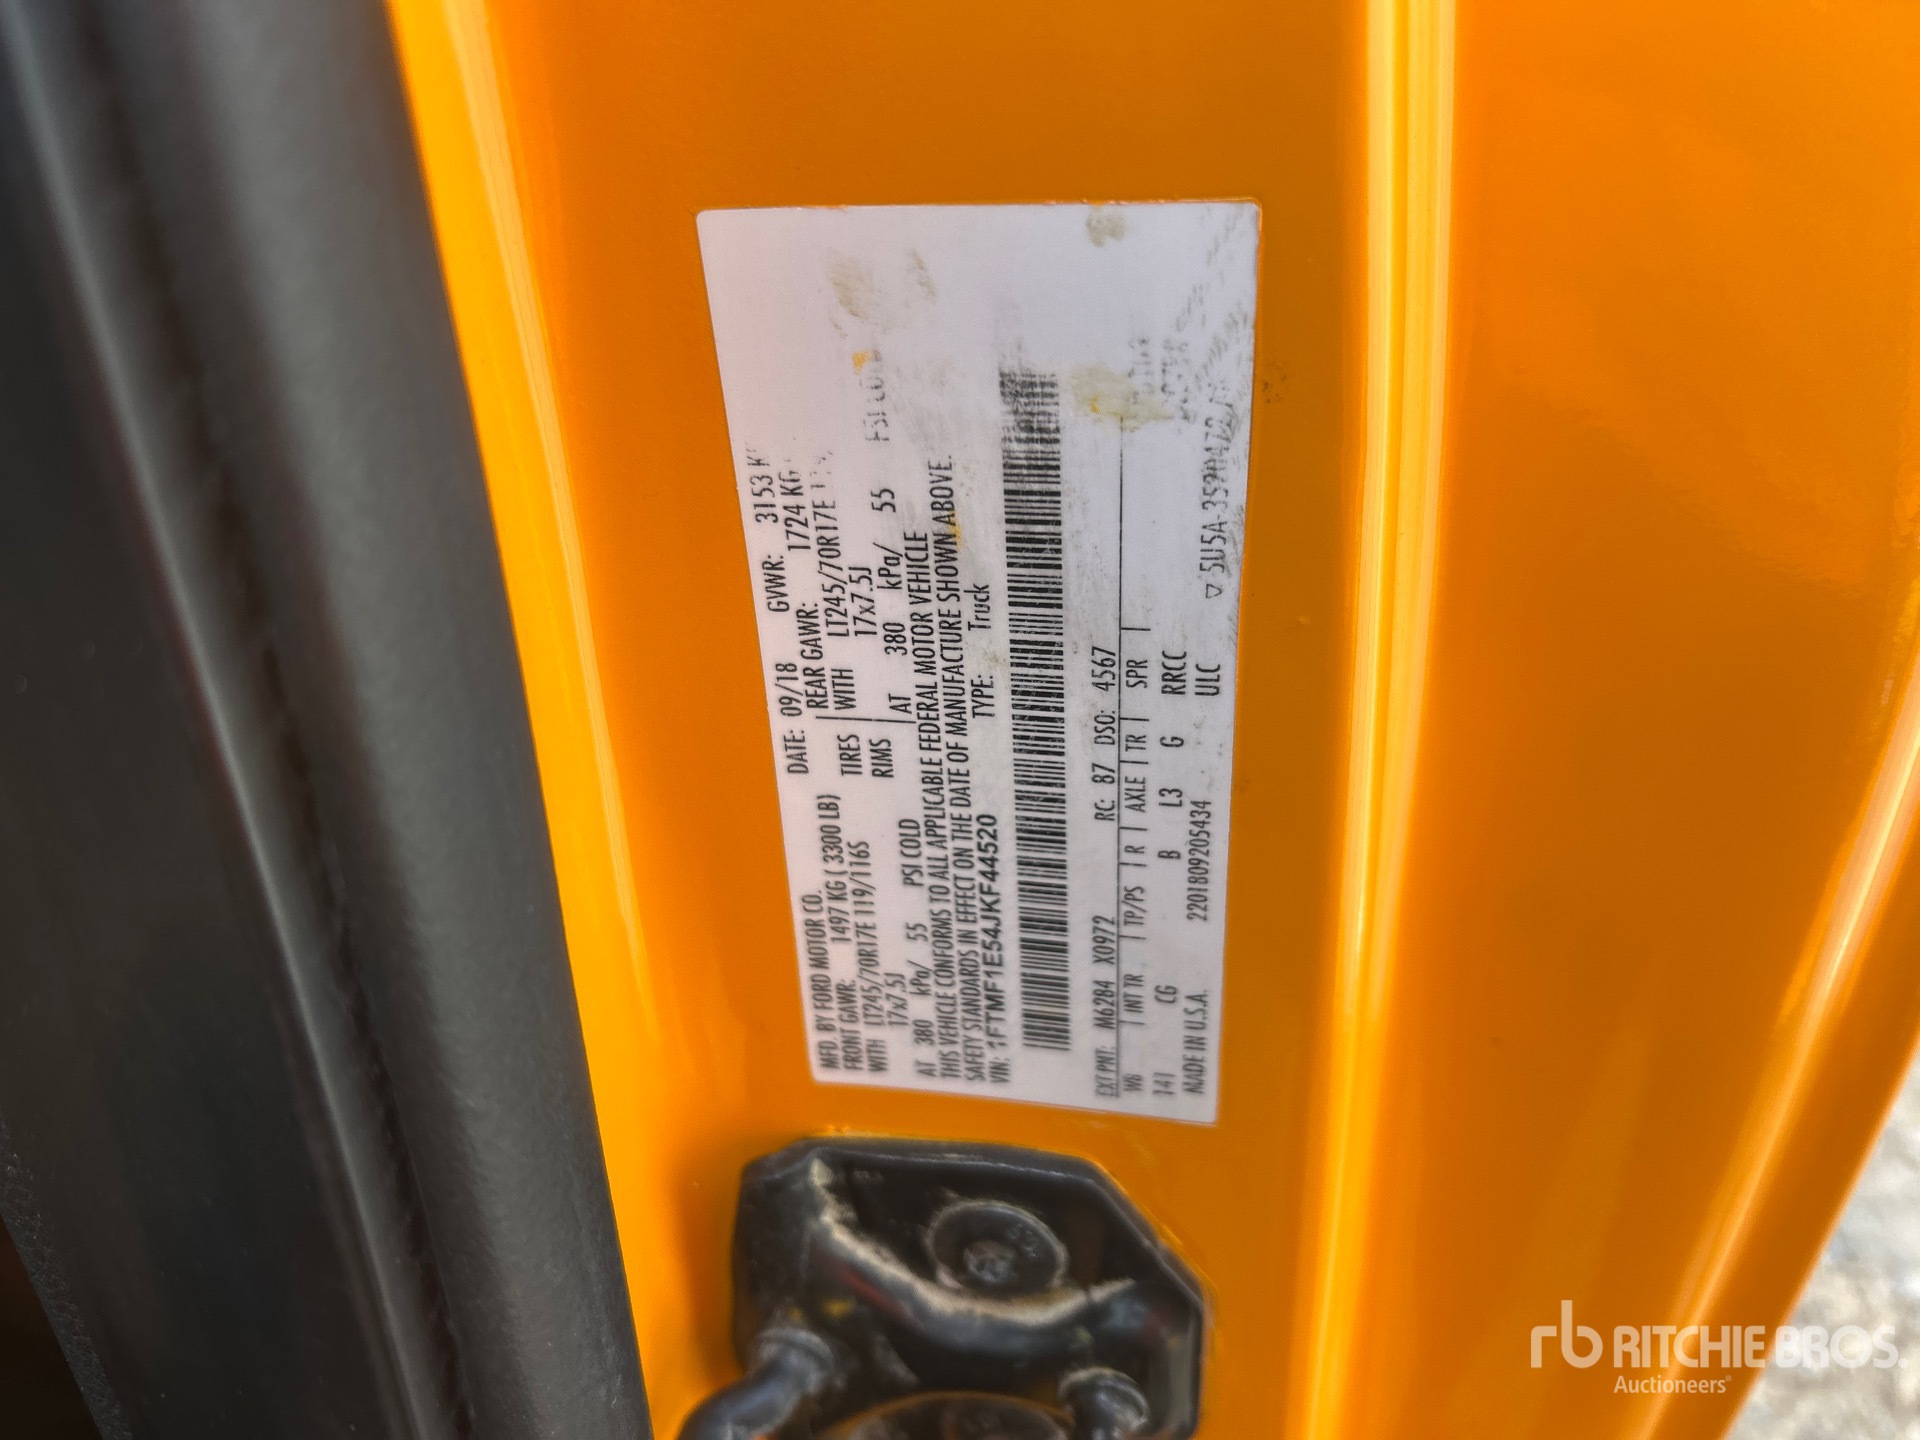 MFD. BY FORD MOTOR CO.
DATE: 09/18 GVWR: 3153
FRONT GAWR: 1497 KG ( 3300 LB)
REAR GAWR: 1724 KG
WITH LT245/70R17E 119/116S
TIRES WITH LT245/70R17E
17x7.5J
RIMS 17x7.5J
AT 380 kPa/ 55 PSI COLD
AT 380 kPa/ 55 PSI
THIS VEHICLE CONFORMS TO ALL APPLICABLE FEDERAL MOTOR VEHICLE
SAFETY STANDARDS IN EFFECT ON THE DATE OF MANUFACTURE SHOWN ABOVE.
VIN: 1FTMF1E54JKF44520 TYPE: Truck
EXT PNT: M6284 X0972 RC: 87 DSO: 4567
WB | INT TR | TP/PS | R | AXLE | TR | SPR |
141 CG B L3 G RRCC
MADE IN U.S.A. 2201809205434 ULC
▽ 5U5A-3520472
rb RITCHIE BROS.
Auctioneers